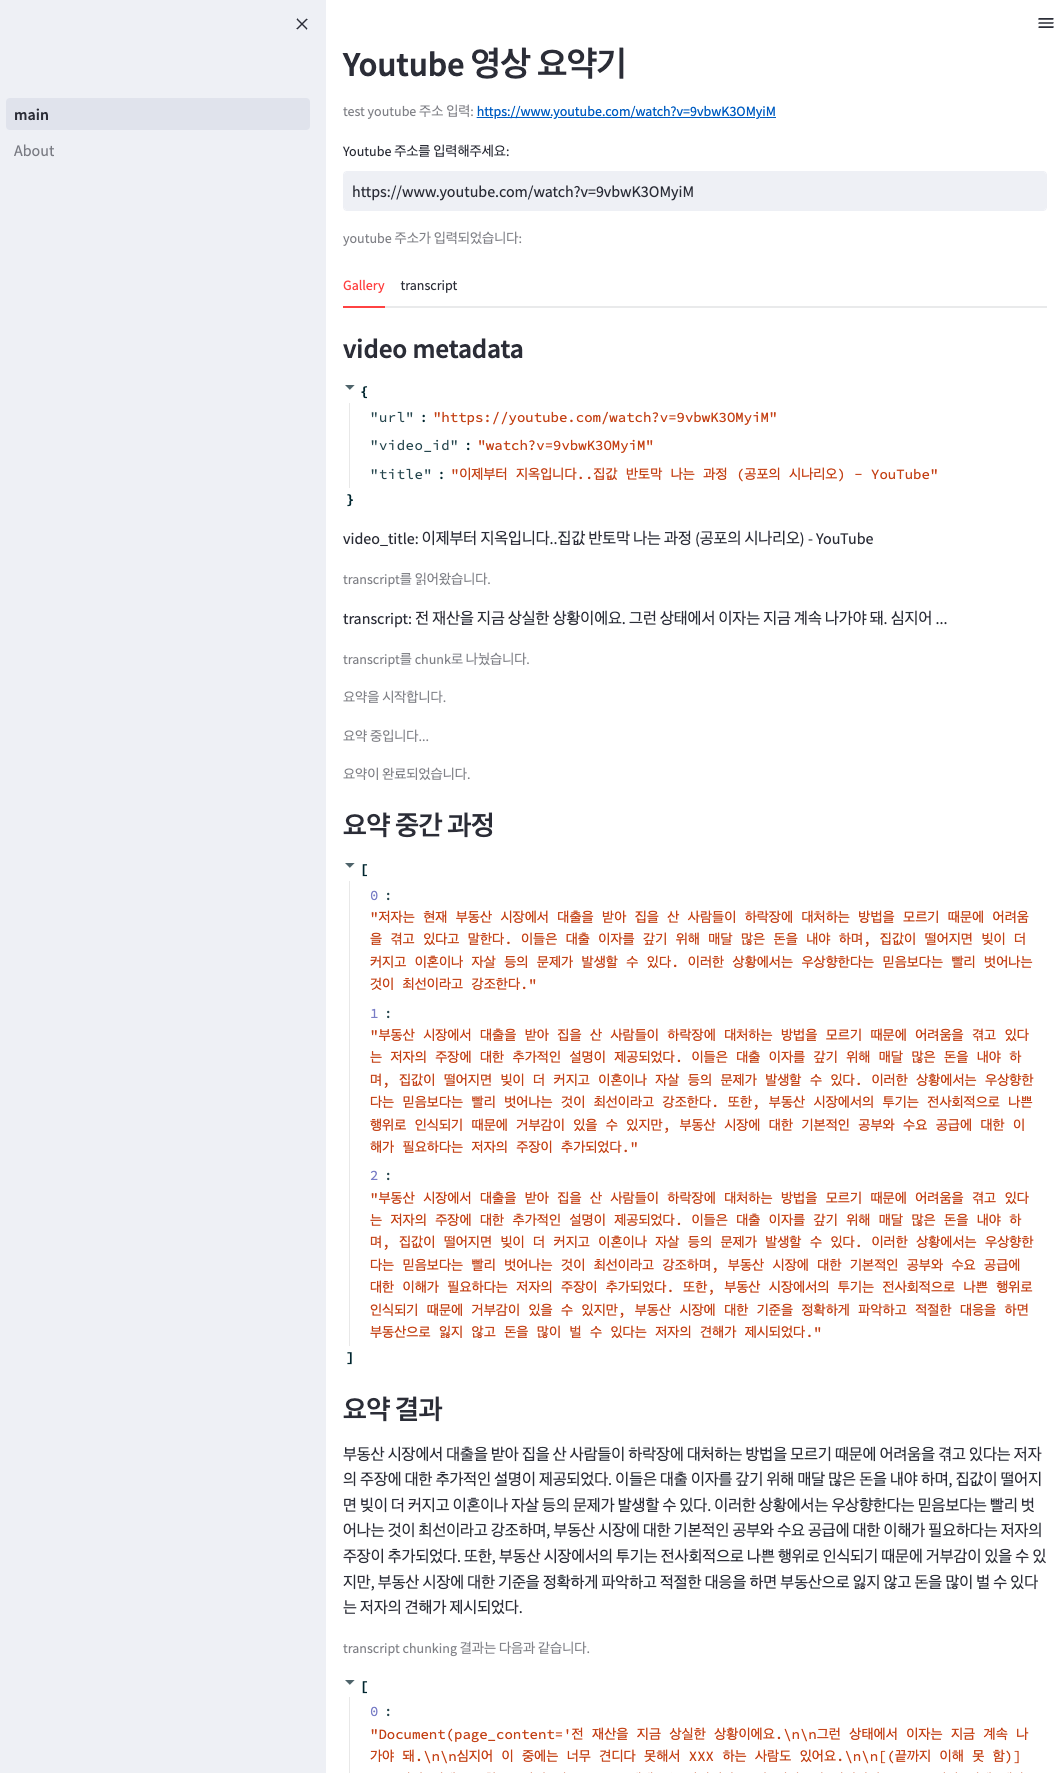 main
About
Youtube 영상 요약기
test youtube 주소 입력: https://www.youtube.com/watch?v=9vbwK3OMyiM
Youtube 주소를 입력해주세요:
https://www.youtube.com/watch?v=9vbwK3OMyiM
youtube 주소가 입력되었습니다:
Gallery transcript
video metadata
{
"url" : "https://youtube.com/watch?v=9vbwK3OMyiM"
"video_id" : "watch?v=9vbwK3OMyiM"
"title" : "이제부터 지옥입니다..집값 반토막 나는 과정 (공포의 시나리오) - YouTube"
}
video_title: 이제부터 지옥입니다..집값 반토막 나는 과정 (공포의 시나리오) - YouTube
transcript를 읽어왔습니다.
transcript: 전 재산을 지금 상실한 상황이에요. 그런 상태에서 이자는 지금 계속 나가야 돼. 심지어 ...
transcript를 chunk로 나눴습니다.
요약을 시작합니다.
요약 중입니다...
요약이 완료되었습니다.
요약 중간 과정
[
0 :
"저자는 현재 부동산 시장에서 대출을 받아 집을 산 사람들이 하락장에 대처하는 방법을 모르기 때문에 어려움
을 겪고 있다고 말한다. 이들은 대출 이자를 갚기 위해 매달 많은 돈을 내야 하며, 집값이 떨어지면 빚이 더
커지고 이혼이나 자살 등의 문제가 발생할 수 있다. 이러한 상황에서는 우상향한다는 믿음보다는 빨리 벗어나는
것이 최선이라고 강조한다."
1 :
"부동산 시장에서 대출을 받아 집을 산 사람들이 하락장에 대처하는 방법을 모르기 때문에 어려움을 겪고 있다
는 저자의 주장에 대한 추가적인 설명이 제공되었다. 이들은 대출 이자를 갚기 위해 매달 많은 돈을 내야 하
며, 집값이 떨어지면 빚이 더 커지고 이혼이나 자살 등의 문제가 발생할 수 있다. 이러한 상황에서는 우상향한
다는 믿음보다는 빨리 벗어나는 것이 최선이라고 강조한다. 또한, 부동산 시장에서의 투기는 전사회적으로 나쁜
행위로 인식되기 때문에 거부감이 있을 수 있지만, 부동산 시장에 대한 기본적인 공부와 수요 공급에 대한 이
해가 필요하다는 저자의 주장이 추가되었다."
2 :
"부동산 시장에서 대출을 받아 집을 산 사람들이 하락장에 대처하는 방법을 모르기 때문에 어려움을 겪고 있다
는 저자의 주장에 대한 추가적인 설명이 제공되었다. 이들은 대출 이자를 갚기 위해 매달 많은 돈을 내야 하
며, 집값이 떨어지면 빚이 더 커지고 이혼이나 자살 등의 문제가 발생할 수 있다. 이러한 상황에서는 우상향한
다는 믿음보다는 빨리 벗어나는 것이 최선이라고 강조하며, 부동산 시장에 대한 기본적인 공부와 수요 공급에
대한 이해가 필요하다는 저자의 주장이 추가되었다. 또한, 부동산 시장에서의 투기는 전사회적으로 나쁜 행위로
인식되기 때문에 거부감이 있을 수 있지만, 부동산 시장에 대한 기준을 정확하게 파악하고 적절한 대응을 하면
부동산으로 잃지 않고 돈을 많이 벌 수 있다는 저자의 견해가 제시되었다."
]
요약 결과
부동산 시장에서 대출을 받아 집을 산 사람들이 하락장에 대처하는 방법을 모르기 때문에 어려움을 겪고 있다는 저자
의 주장에 대한 추가적인 설명이 제공되었다. 이들은 대출 이자를 갚기 위해 매달 많은 돈을 내야 하며, 집값이 떨어지
면 빚이 더 커지고 이혼이나 자살 등의 문제가 발생할 수 있다. 이러한 상황에서는 우상향한다는 믿음보다는 빨리 벗
어나는 것이 최선이라고 강조하며, 부동산 시장에 대한 기본적인 공부와 수요 공급에 대한 이해가 필요하다는 저자의
주장이 추가되었다. 또한, 부동산 시장에서의 투기는 전사회적으로 나쁜 행위로 인식되기 때문에 거부감이 있을 수 있
지만, 부동산 시장에 대한 기준을 정확하게 파악하고 적절한 대응을 하면 부동산으로 잃지 않고 돈을 많이 벌 수 있다
는 저자의 견해가 제시되었다.
transcript chunking 결과는 다음과 같습니다.
[
0 :
"Document(page_content='전 재산을 지금 상실한 상황이에요.\n\n그런 상태에서 이자는 지금 계속 나
가야 돼.\n\n심지어 이 중에는 너무 견디다 못해서 XXX 하는 사람도 있어요.\n\n[(끝까지 이해 못 함)]